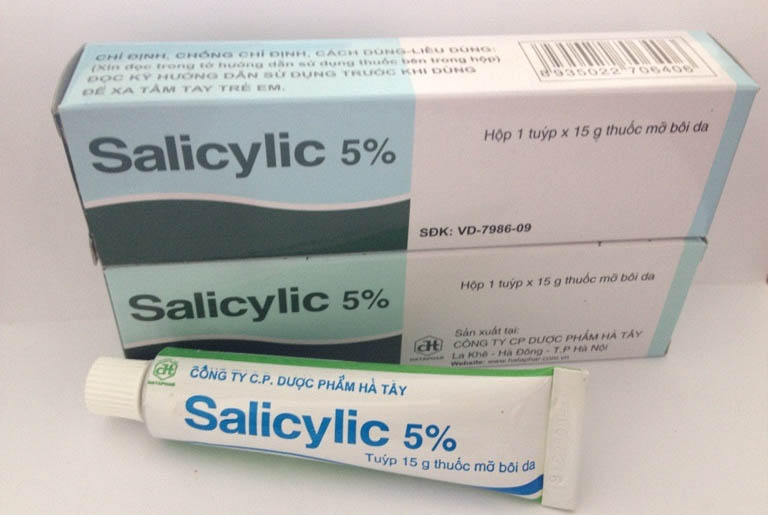 CHỈ ĐỊNH, CHỐNG CHỈ ĐỊNH, CÁCH DÙNG-LIỀU DÙNG:
(Xin đọc trong tờ hướng dẫn sử dụng thuốc bên trong hộp)
ĐỌC KỸ HƯỚNG DẪN SỬ DỤNG TRƯỚC KHI DÙNG
ĐỂ XA TẦM TAY TRẺ EM.
8935022 706406
Salicylic 5%
Hộp 1 tuýp x 15 g thuốc mỡ bôi da
SĐK: VD-7986-09
Salicylic 5%
Hộp 1 tuýp x 15 g thuốc mỡ bôi da
HATAPHAR
Sản xuất tại:
CÔNG TY CP DƯỢC PHẨM HÀ TÂY
La Khê - Hà Đông - T.P Hà Nội
Website: www.hataphar.com.vn
HATAPHAR
CÔNG TY C.P. DƯỢC PHẨM HÀ TÂY
Salicylic 5%
Tuýp 15 g thuốc mỡ bôi da